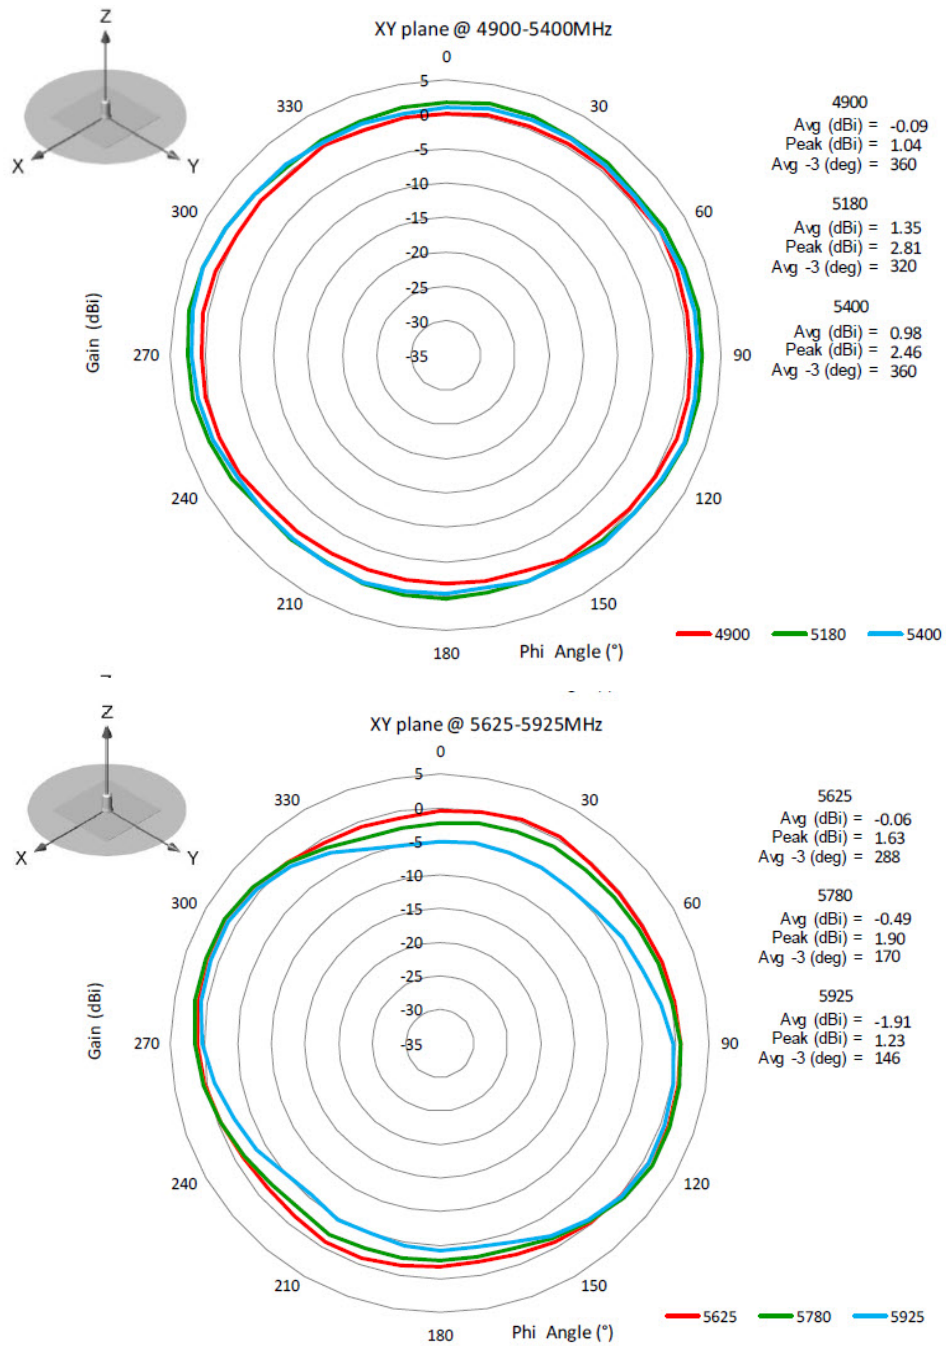 Z
X
Y
XY plane @ 4900-5400MHz
0
30
60
90
120
150
180
210
240
270
300
330
5
0
-5
-10
-15
-20
-25
-30
-35
Gain (dBi)
Phi Angle (°)
4900
Avg (dBi) = -0.09
Peak (dBi) = 1.04
Avg -3 (deg) = 360
5180
Avg (dBi) = 1.35
Peak (dBi) = 2.81
Avg -3 (deg) = 320
5400
Avg (dBi) = 0.98
Peak (dBi) = 2.46
Avg -3 (deg) = 360
4900 5180 5400
Z
X
Y
XY plane @ 5625-5925MHz
0
30
60
90
120
150
180
210
240
270
300
330
5
0
-5
-10
-15
-20
-25
-30
-35
Gain (dBi)
Phi Angle (°)
5625
Avg (dBi) = -0.06
Peak (dBi) = 1.63
Avg -3 (deg) = 288
5780
Avg (dBi) = -0.49
Peak (dBi) = 1.90
Avg -3 (deg) = 170
5925
Avg (dBi) = -1.91
Peak (dBi) = 1.23
Avg -3 (deg) = 146
5625 5780 5925